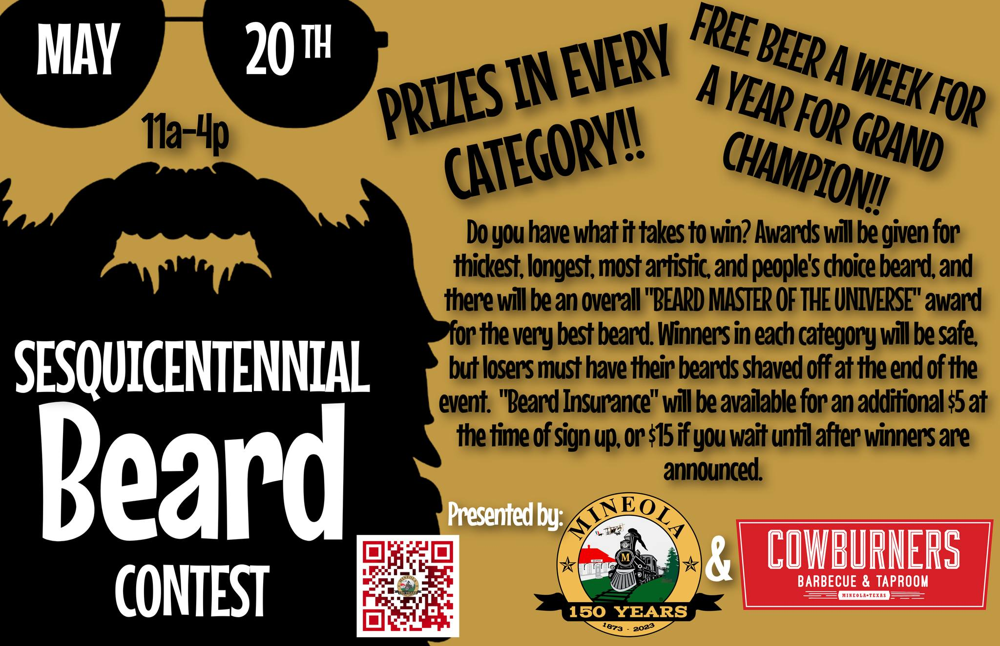 MAY
20 TH
11a-4p
PRIZES IN EVERY
CATEGORY!!
FREE BEER A WEEK FOR
A YEAR FOR GRAND
CHAMPION!!
Do you have what it takes to win? Awards will be given for
thickest, longest, most artistic, and people's choice beard, and
there will be an overall "BEARD MASTER OF THE UNIVERSE" award
for the very best beard. Winners in each category will be safe,
but losers must have their beards shaved off at the end of the
event. "Beard Insurance" will be available for an additional $5 at
the time of sign up, or $15 if you wait until after winners are
announced.
SESQUICENTENNIAL
Beard
CONTEST
MINEOLA
150 YEARS
Presented by:
MINEOLA
DEPOT
M
150 YEARS
1873 - 2023
&
COWBURNERS
BARBECUE & TAPROOM
MINEOLA★TEXAS